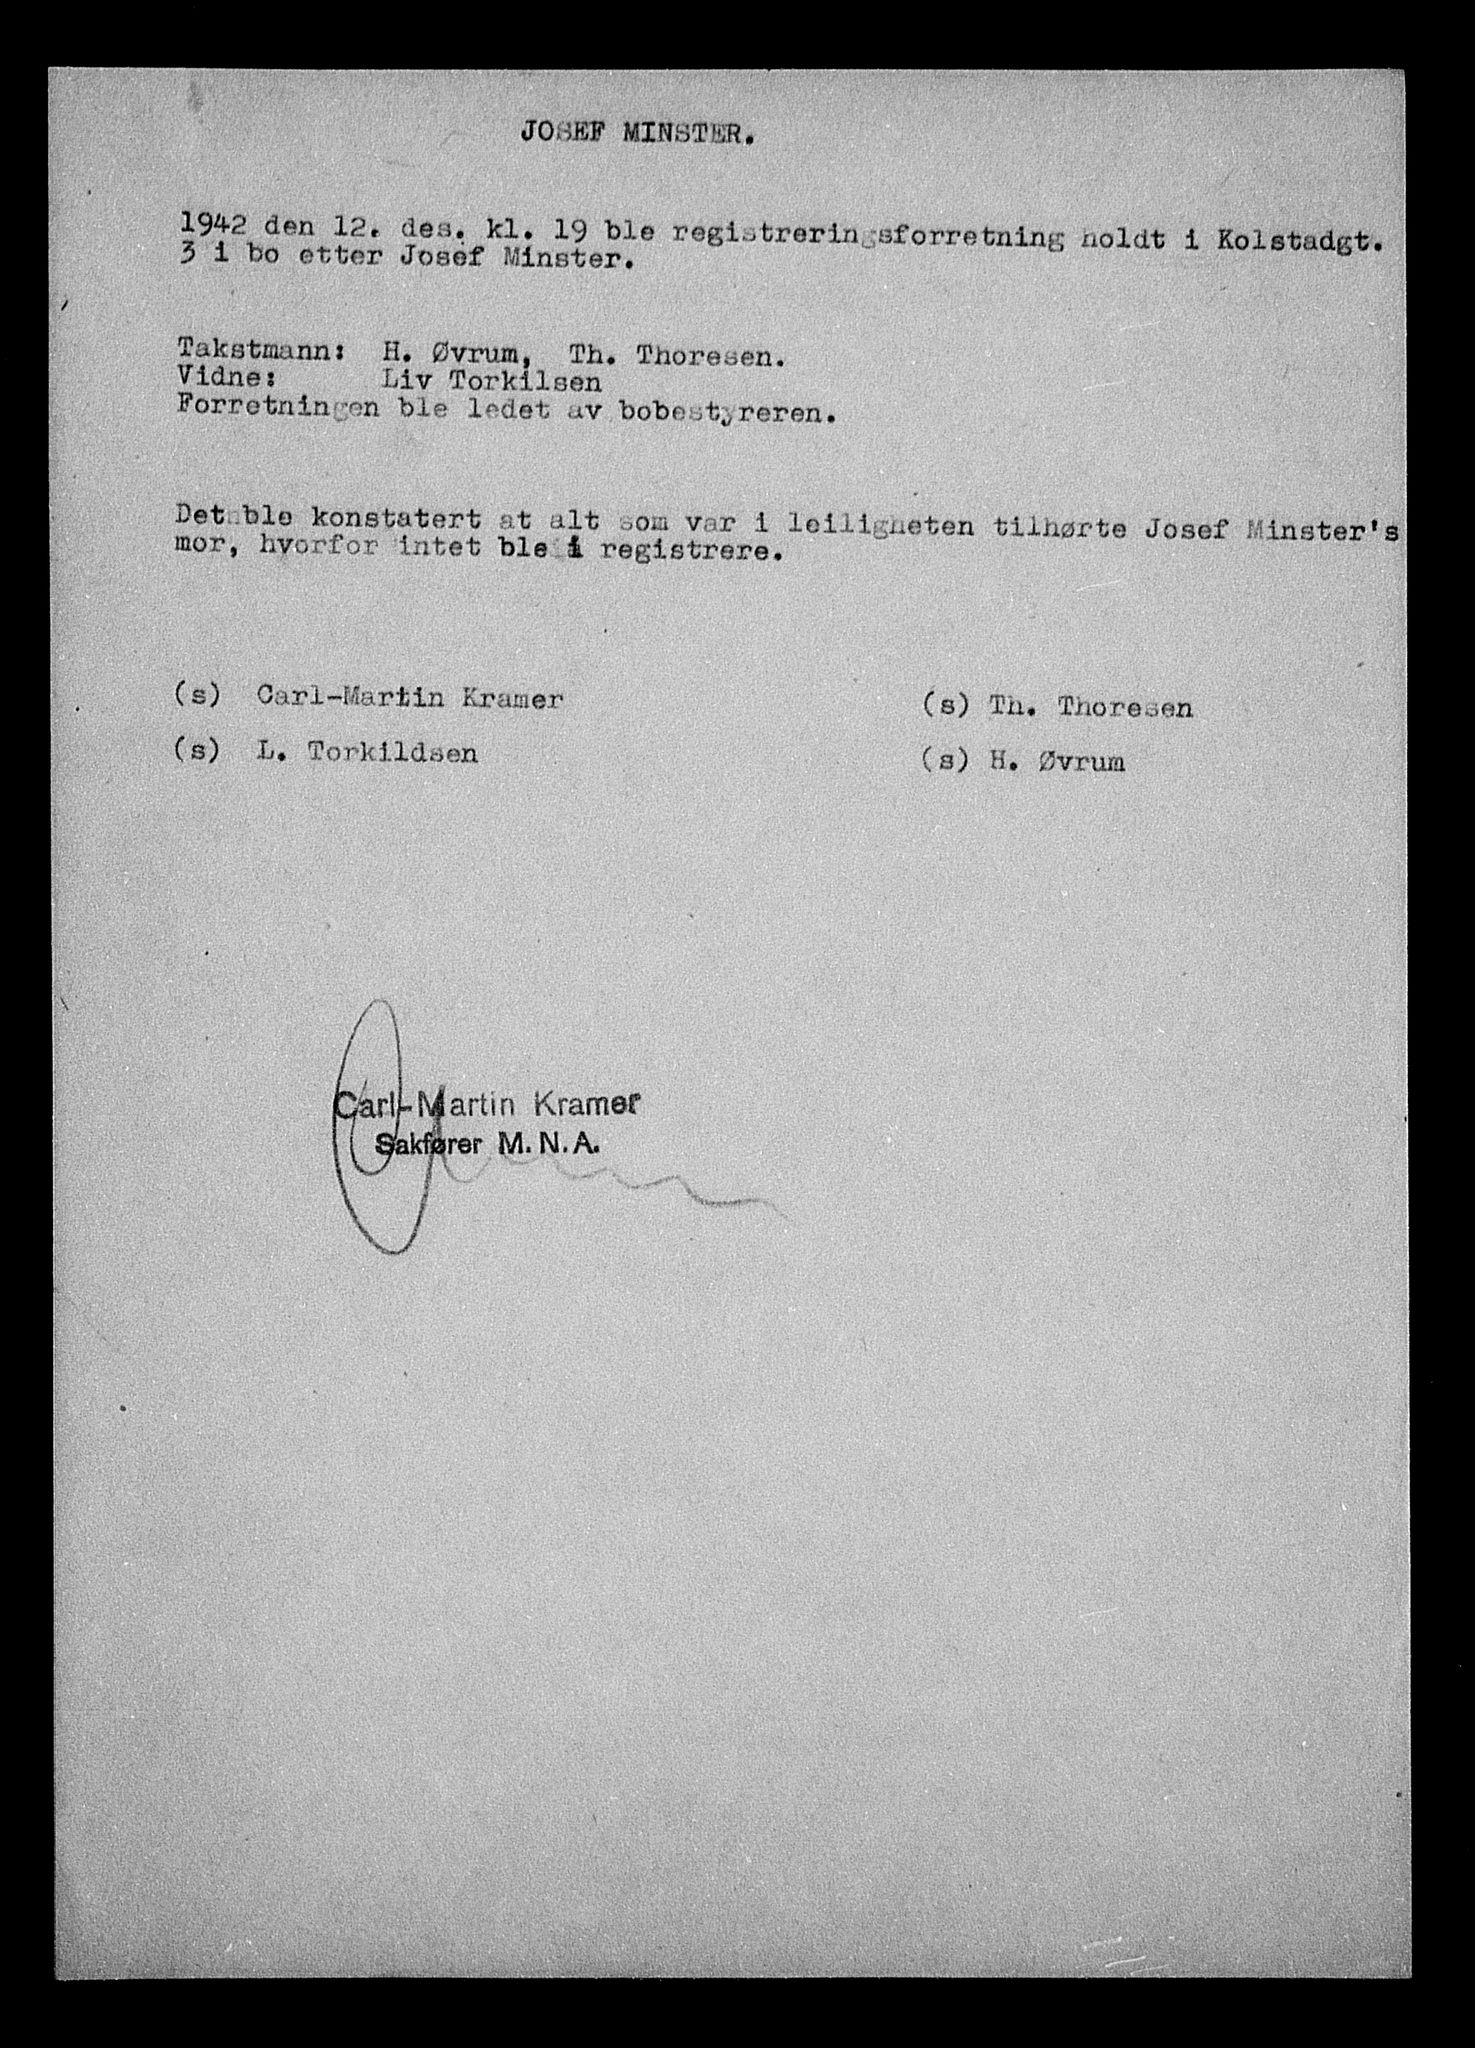 JOSEF MINSTER.
1942 den 12. des. kl. 19 ble registreringsforretning holdt i Kolstadgt.
3 i bo etter Josef Minster.
Takstmann: H. Øvrum, Th. Thoresen.
Vidne: Liv Torkilsen
Forretningen ble ledet av bobestyreren.
Det ble konstatert at alt som var i leiligheten tilhørte Josef Minster's
mor, hvorfor intet ble i registrere.
(s) Carl-Martin Kramer (s) Th. Thoresen
(s) L. Torkildsen (s) H. Øvrum
Carl-Martin Kramer
Sakfører M.N.A.